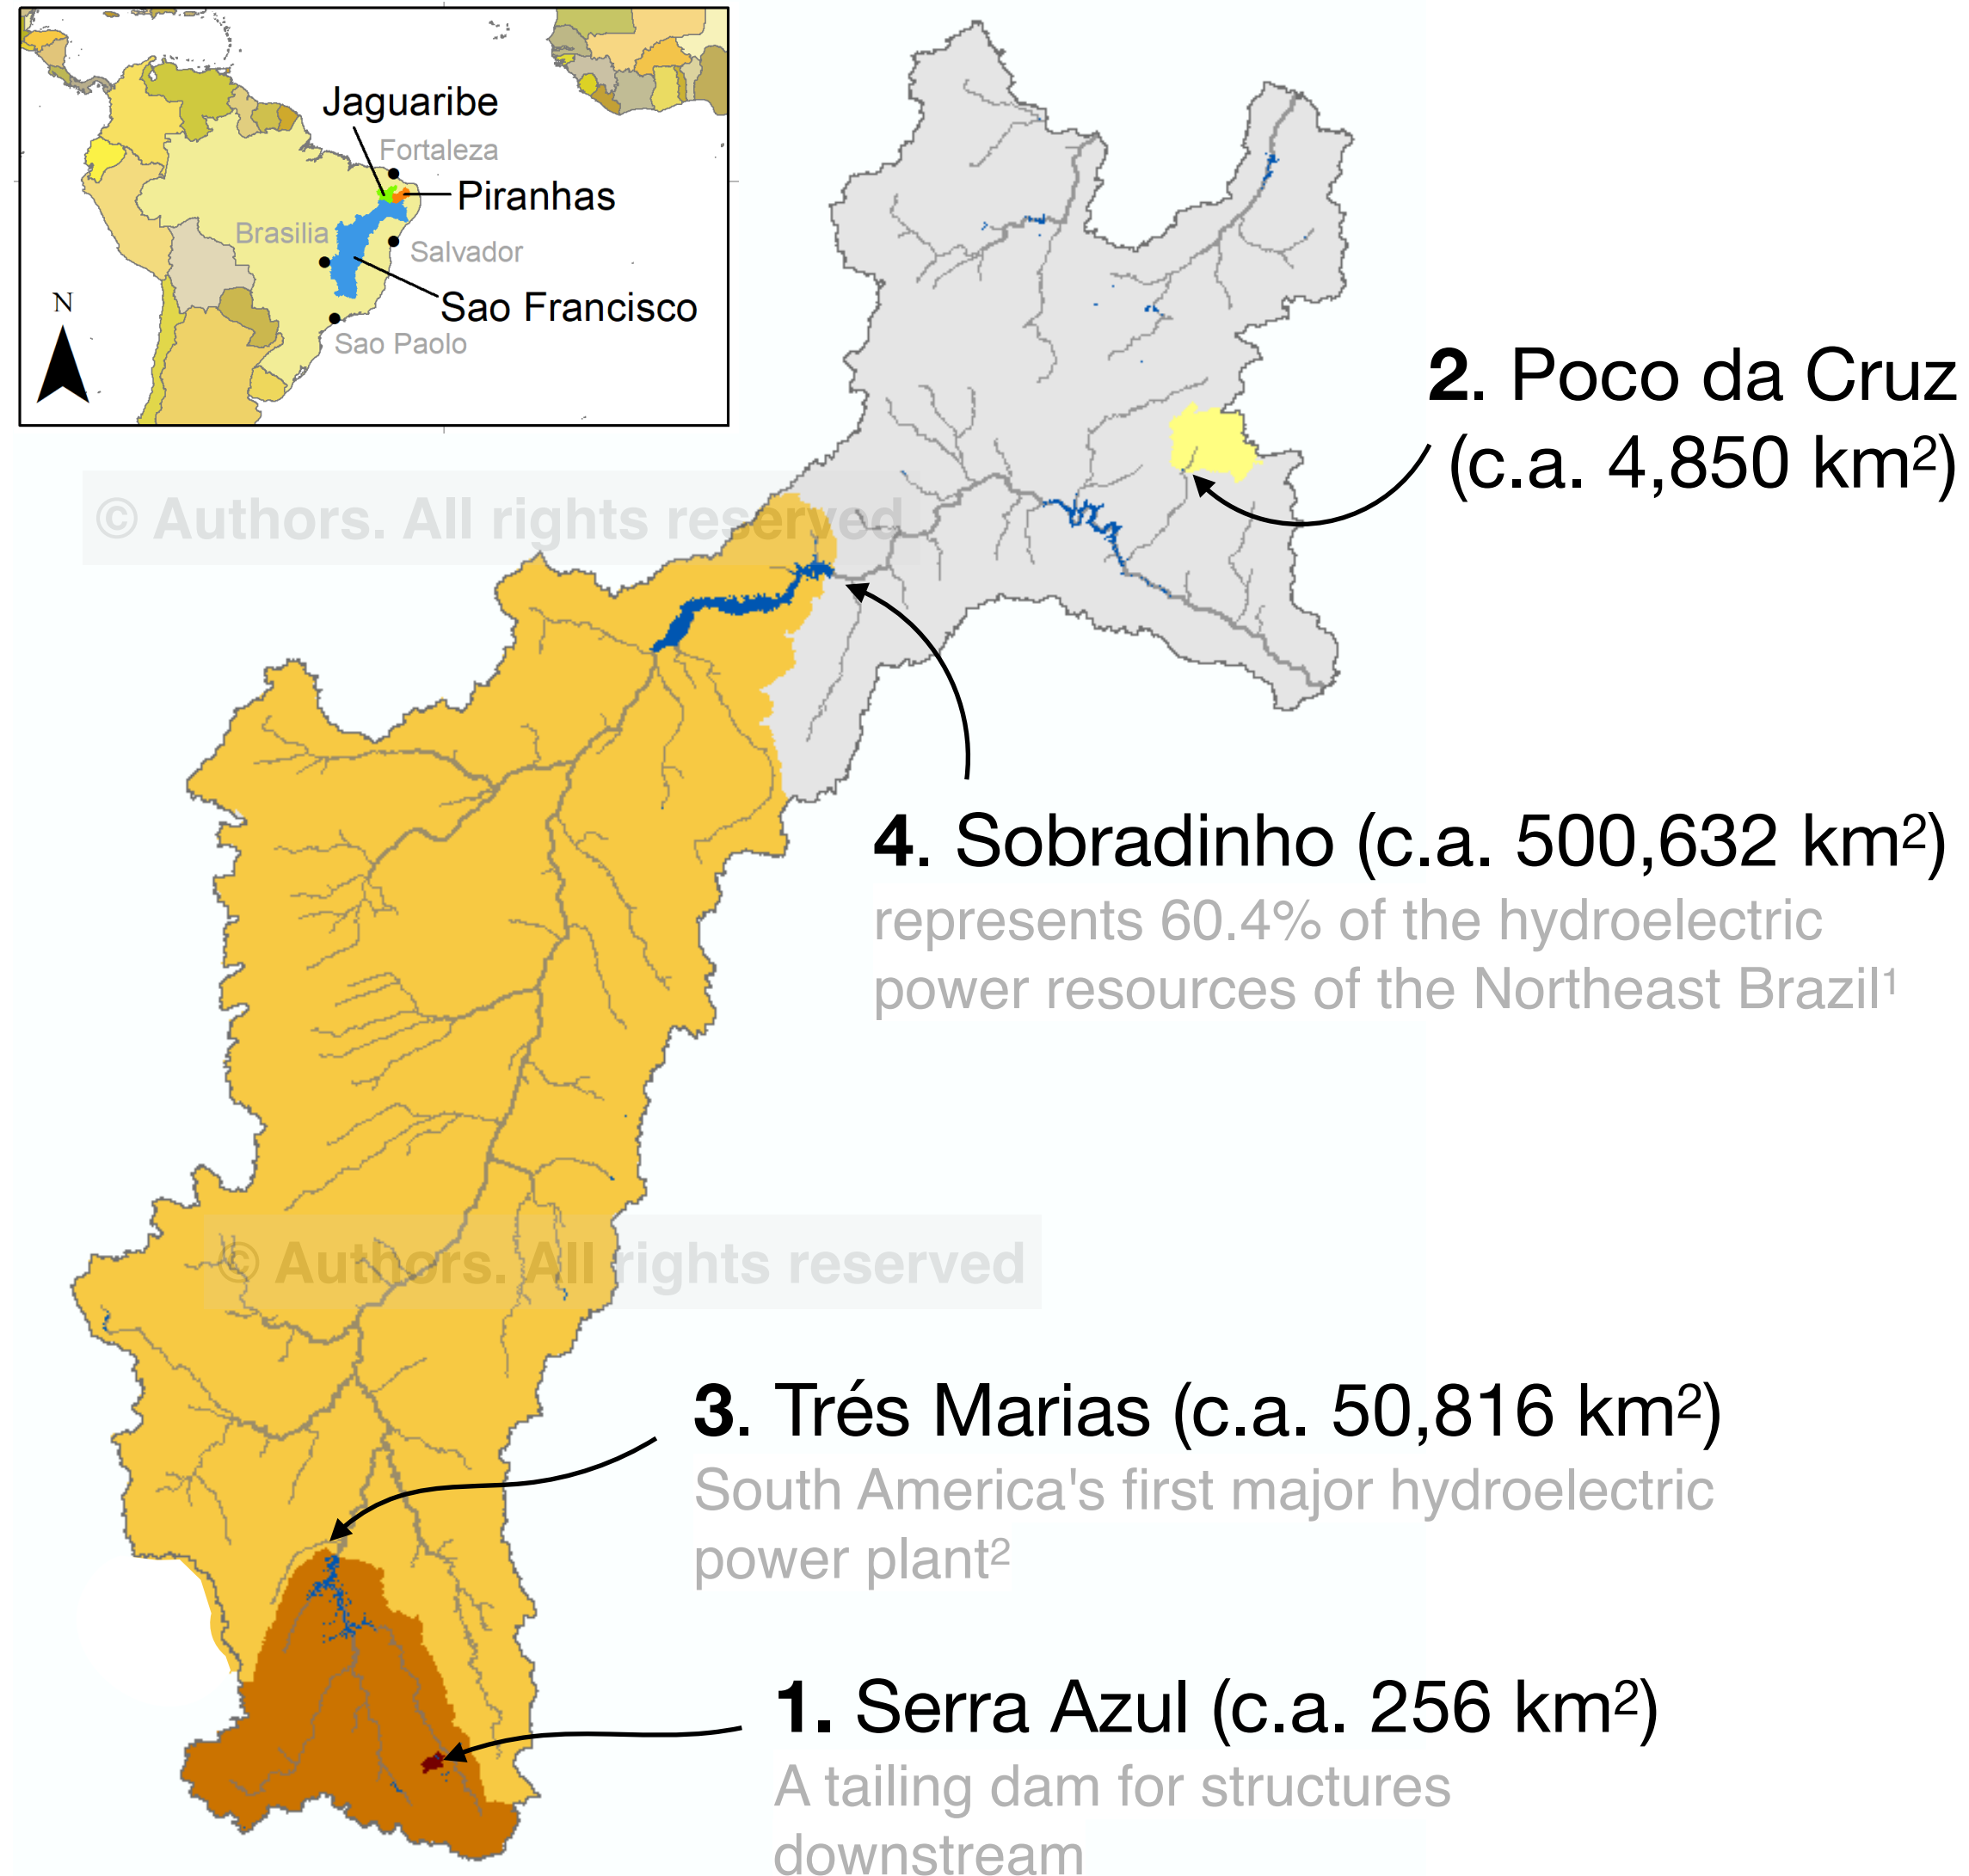 Jaguaribe
Fortaleza
Piranhas
Brasilia
Salvador
N
Sao Francisco
Sao Paolo
2. Poco da Cruz
(c.a. 4,850 km²)
© Authors. All rights reserved
4. Sobradinho (c.a. 500,632 km²)
represents 60.4% of the hydroelectric
power resources of the Northeast Brazil¹
© Authors. All rights reserved
3. Trés Marias (c.a. 50,816 km²)
South America's first major hydroelectric
power plant²
1. Serra Azul (c.a. 256 km²)
A tailing dam for structures
downstream